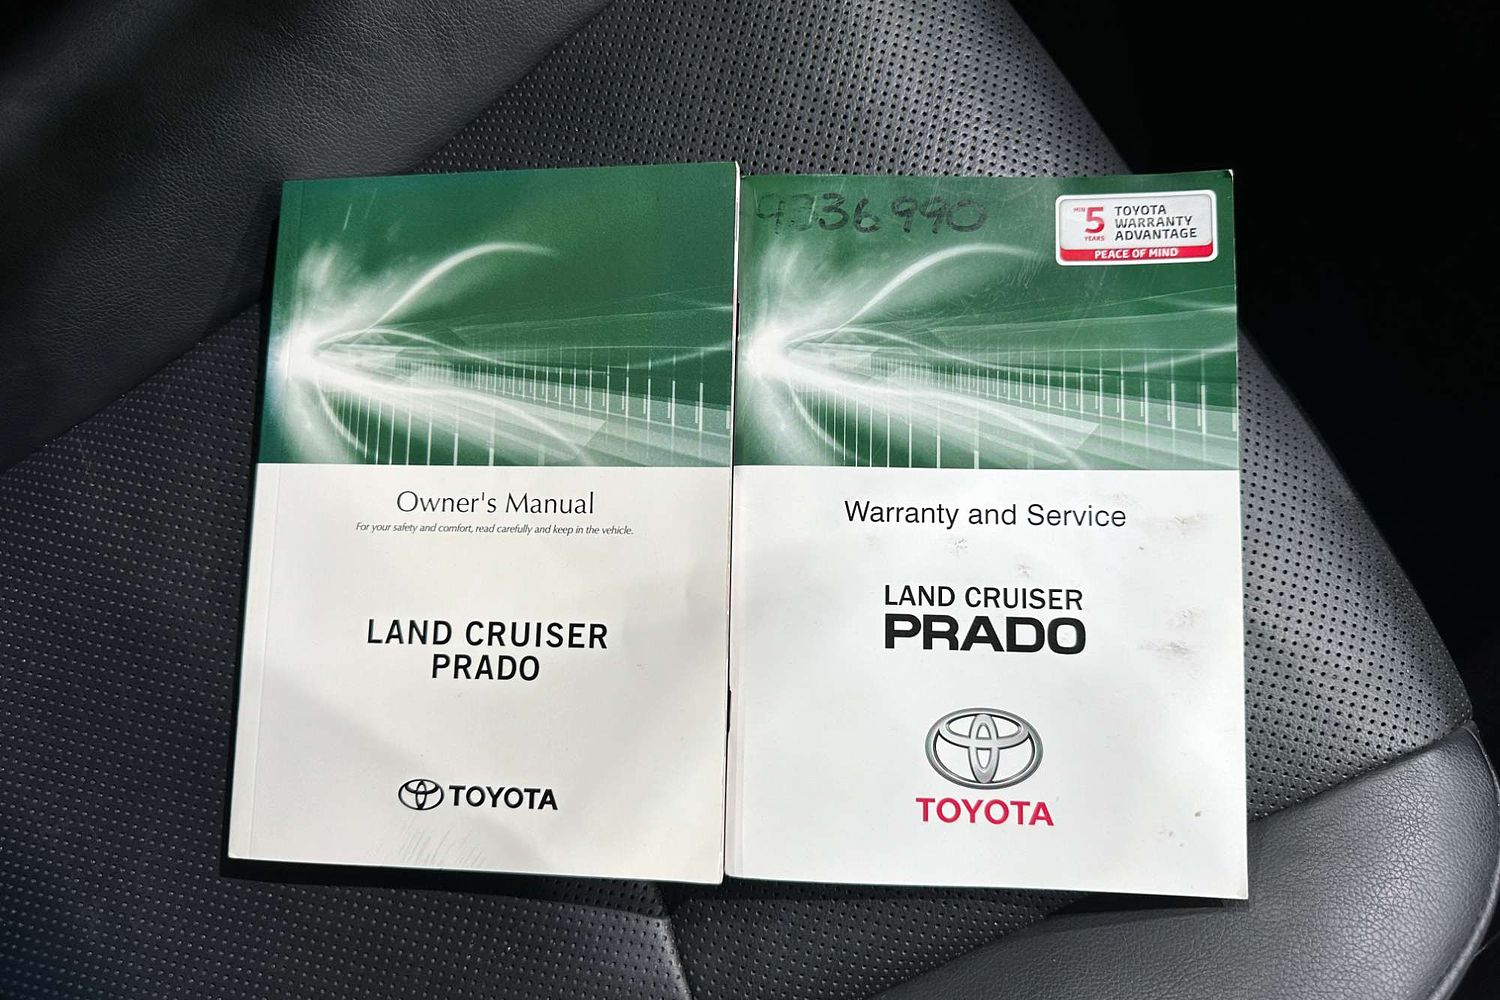 Owner's Manual
For your safety and comfort, read carefully and keep in the vehicle.
LAND CRUISER
PRADO
TOYOTA
9336990
MIN 5 YEARS
TOYOTA
WARRANTY
ADVANTAGE
PEACE OF MIND
Warranty and Service
LAND CRUISER
PRADO
TOYOTA